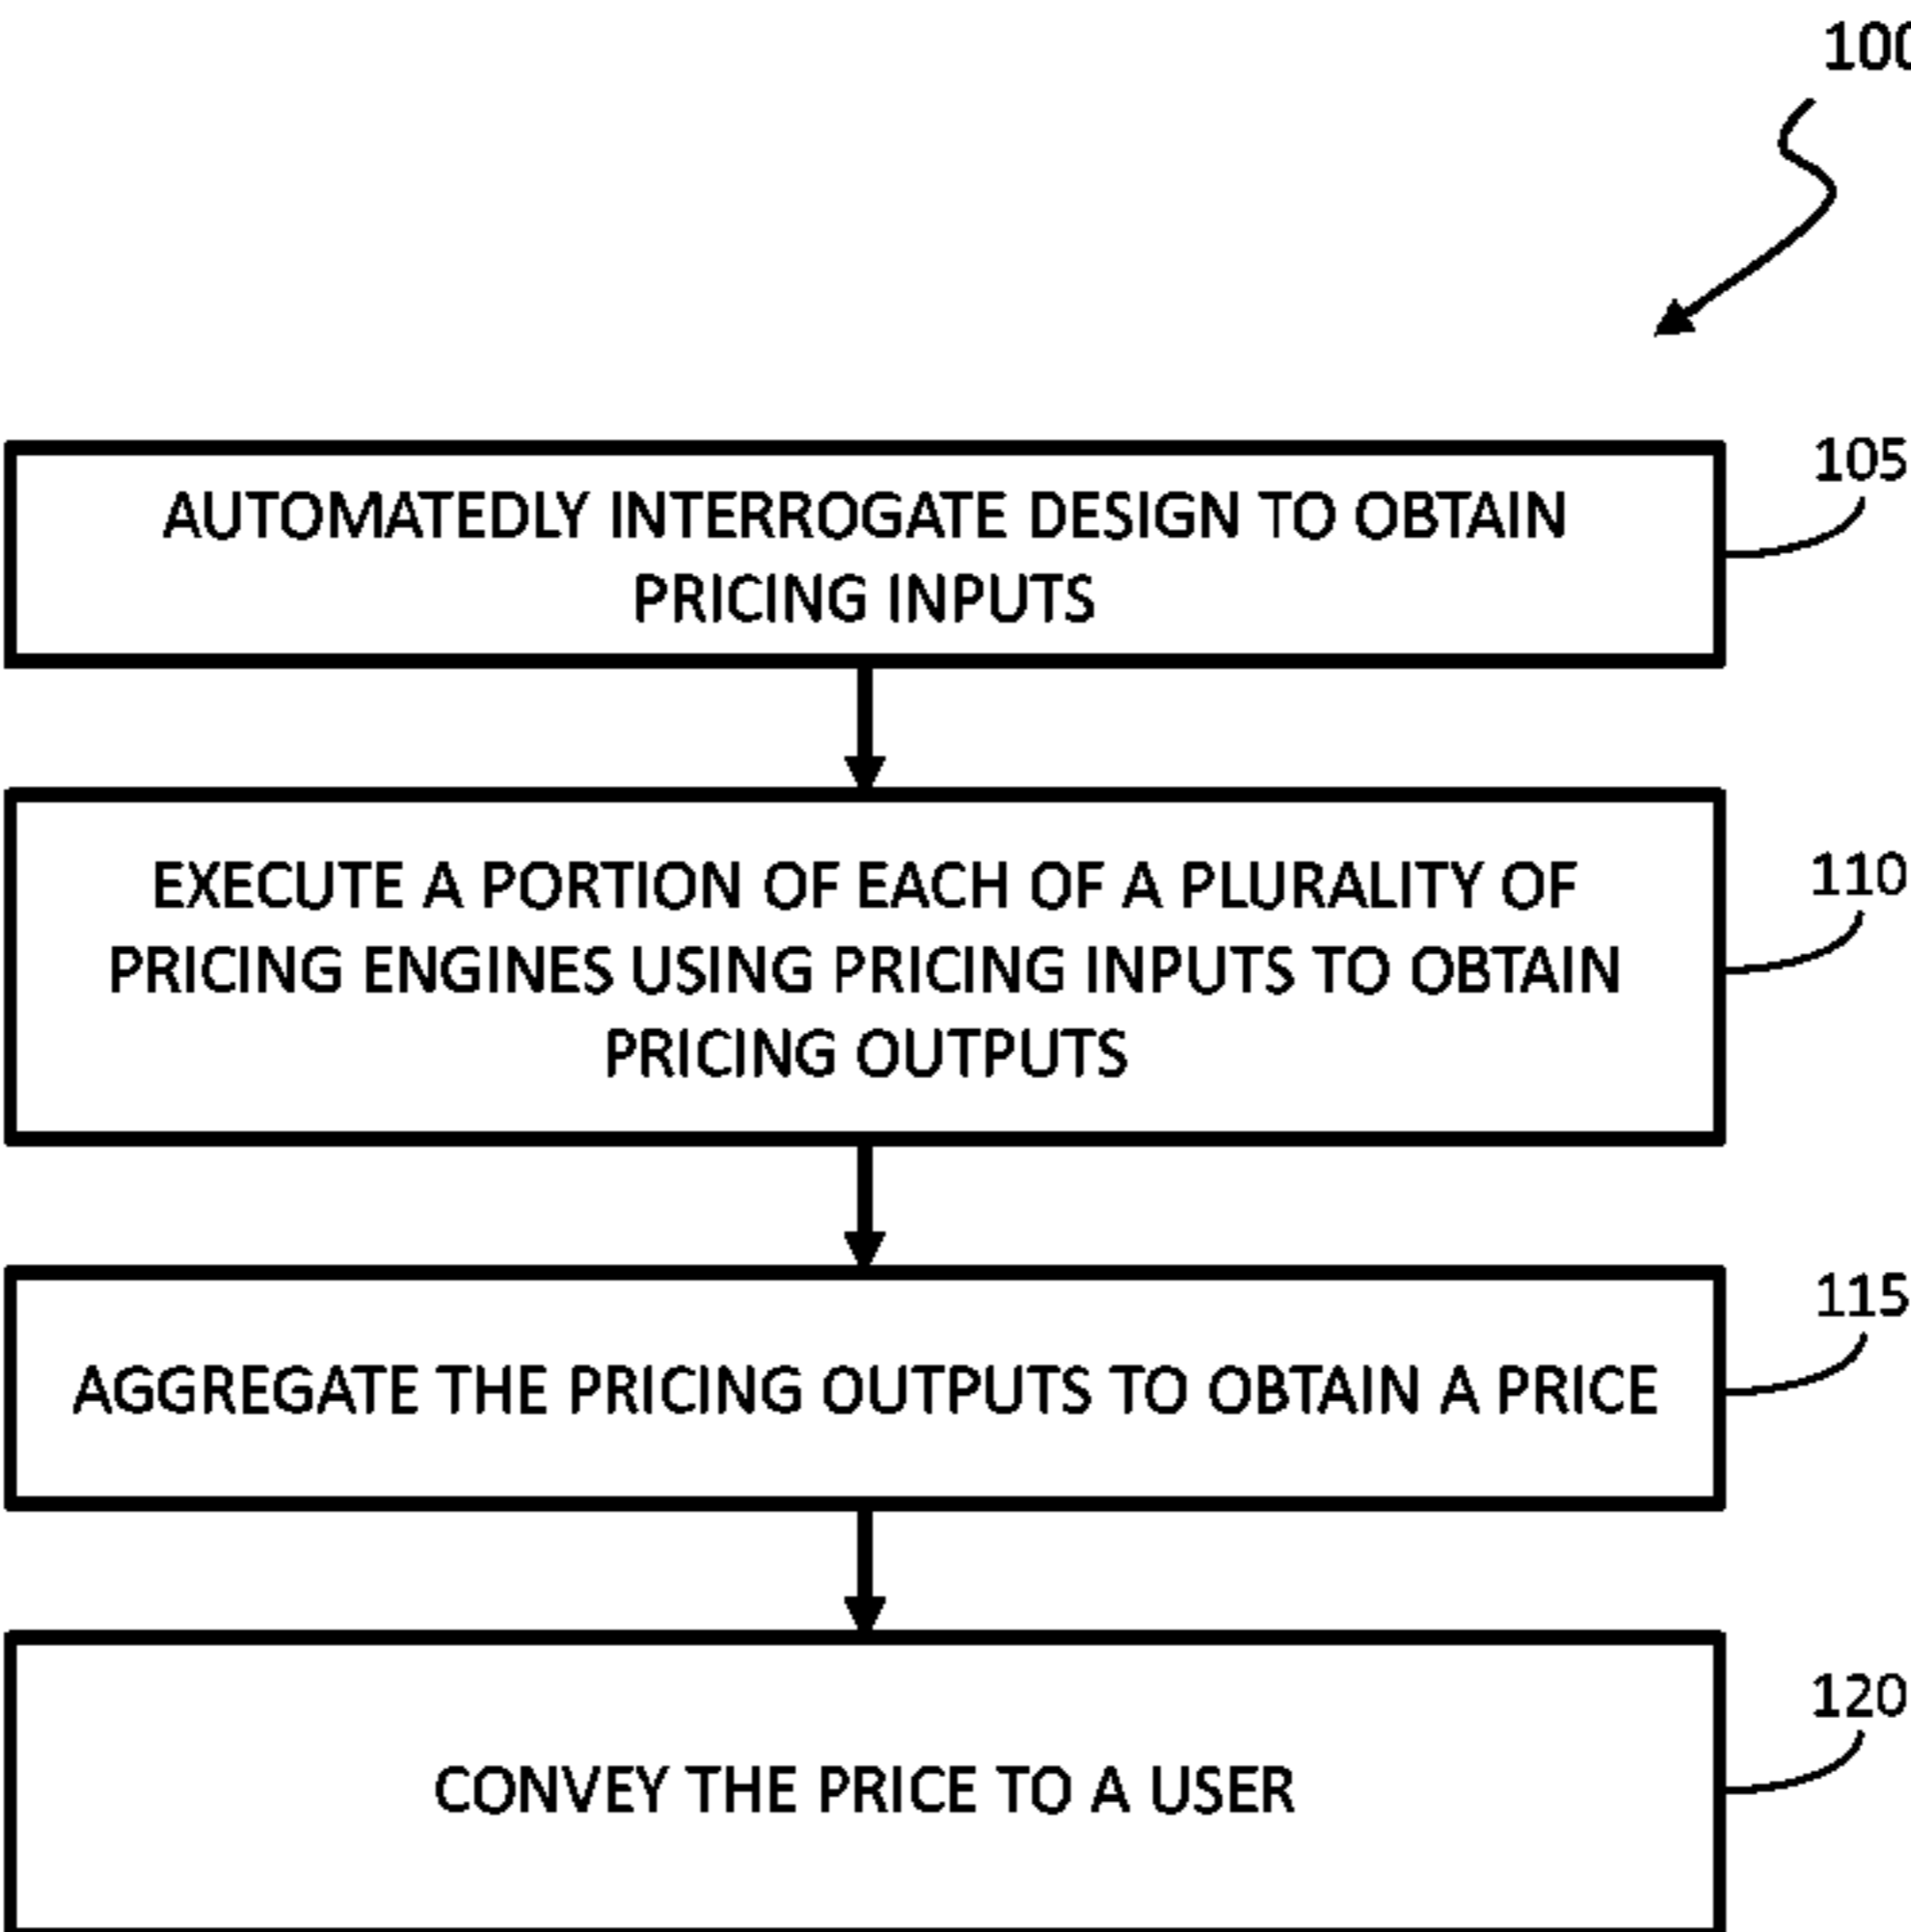 100
105
AUTOMATEDLY INTERROGATE DESIGN TO OBTAIN
PRICING INPUTS
110
EXECUTE A PORTION OF EACH OF A PLURALITY OF
PRICING ENGINES USING PRICING INPUTS TO OBTAIN
PRICING OUTPUTS
115
AGGREGATE THE PRICING OUTPUTS TO OBTAIN A PRICE
120
CONVEY THE PRICE TO A USER